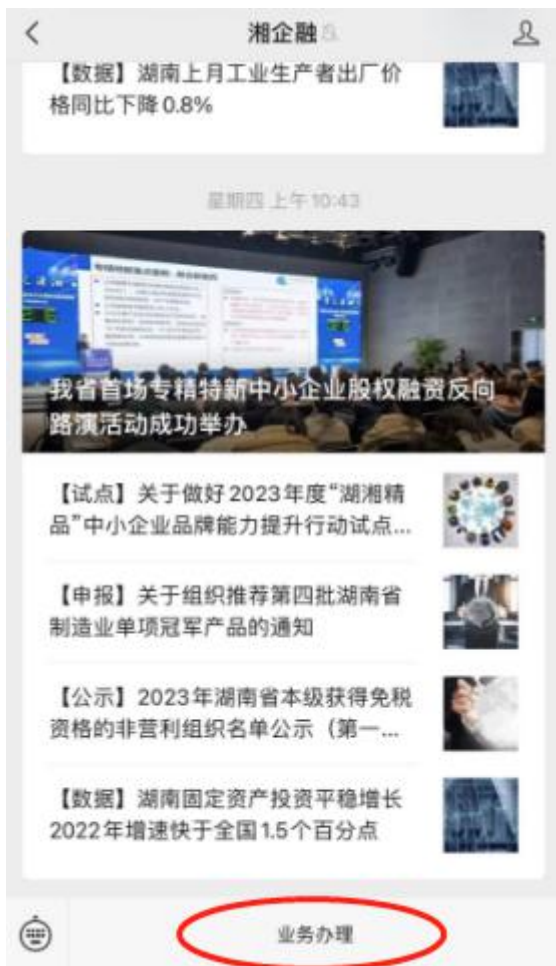 湘企融
【数据】湖南上月工业生产者出厂价
格同比下降0.8%
星期四 上午10:43
我省首场专精特新中小企业股权融资反向
路演活动成功举办
【试点】关于做好2023年度“湖湘精
品”中小企业品牌能力提升行动试点...
【申报】关于组织推荐第四批湖南省
制造业单项冠军产品的通知
【公示】2023年湖南省本级获得免税
资格的非营利组织名单公示（第一...
【数据】湖南固定资产投资平稳增长
2022年增速快于全国1.5个百分点
业务办理